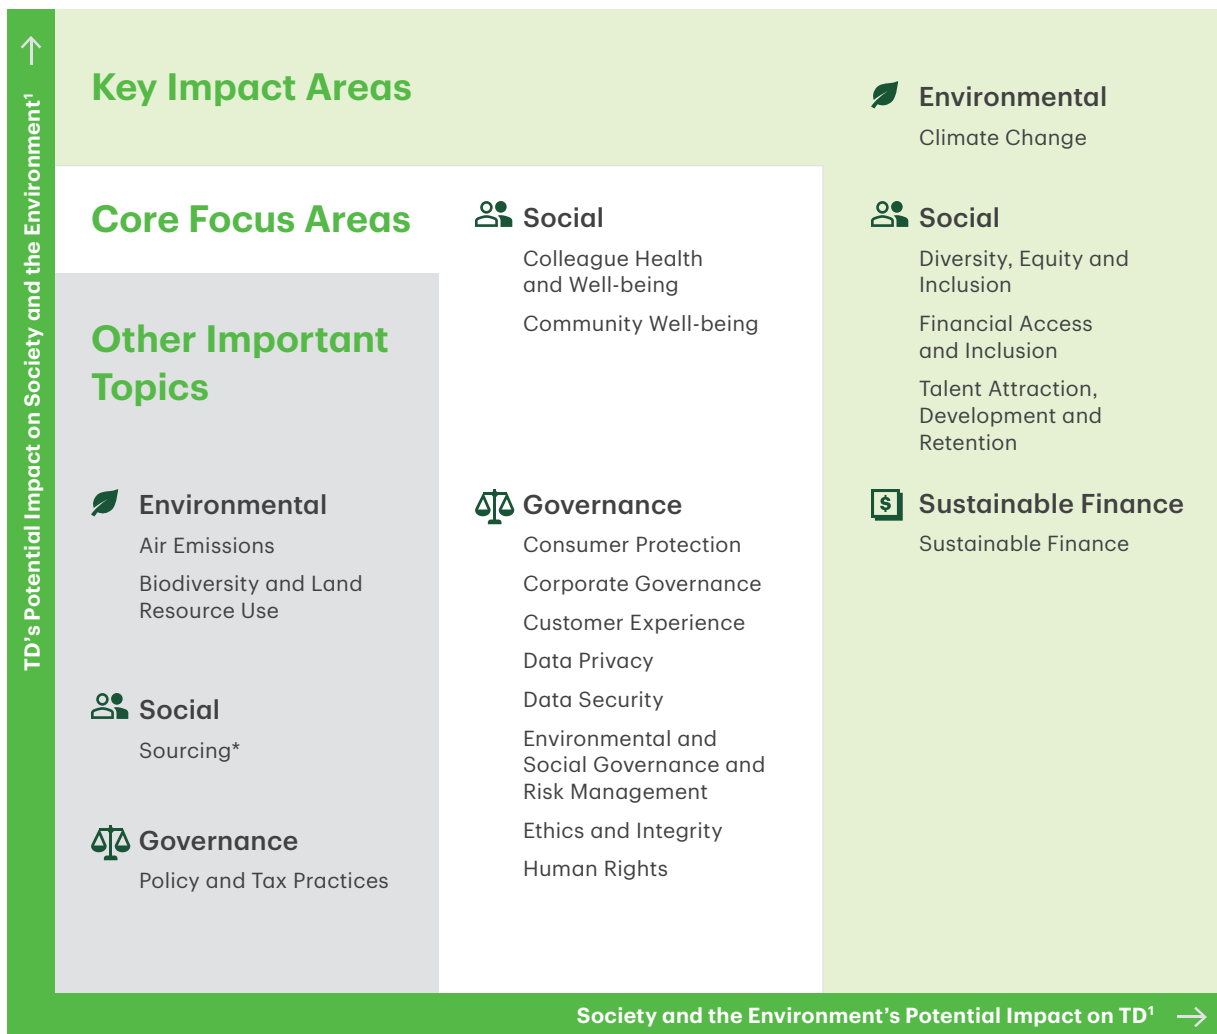 TD's Potential Impact on Society and the Environment¹
Key Impact Areas
Environmental
Climate Change
Social
Diversity, Equity and
Inclusion
Financial Access
and Inclusion
Talent Attraction,
Development and
Retention
Sustainable Finance
Sustainable Finance
Core Focus Areas
Social
Colleague Health
and Well-being
Community Well-being
Governance
Consumer Protection
Corporate Governance
Customer Experience
Data Privacy
Data Security
Environmental and
Social Governance and
Risk Management
Ethics and Integrity
Human Rights
Other Important
Topics
Environmental
Air Emissions
Biodiversity and Land
Resource Use
Social
Sourcing*
Governance
Policy and Tax Practices
Society and the Environment's Potential Impact on TD¹